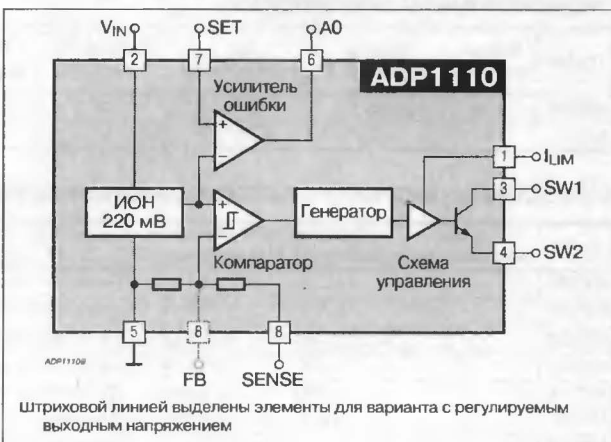 VIN SET A0
2 7 6
ADP1110
Усилитель
ошибки
+
−
1 ILIM
ИОН
220 мВ
+
−
Генератор
3 SW1
4 SW2
Компаратор
Схема
управления
5 8 8
ADP1110B
FB SENSE
Штриховой линией выделены элементы для варианта с регулируемым
выходным напряжением